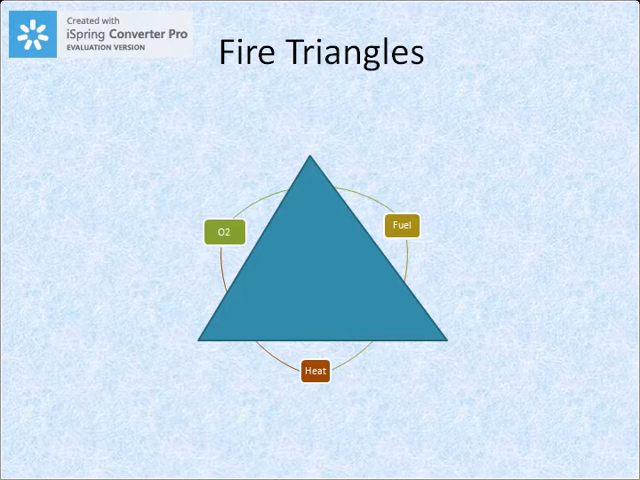 Created with
iSpring Converter Pro
EVALUATION VERSION
Fire Triangles
O2
Fuel
Heat